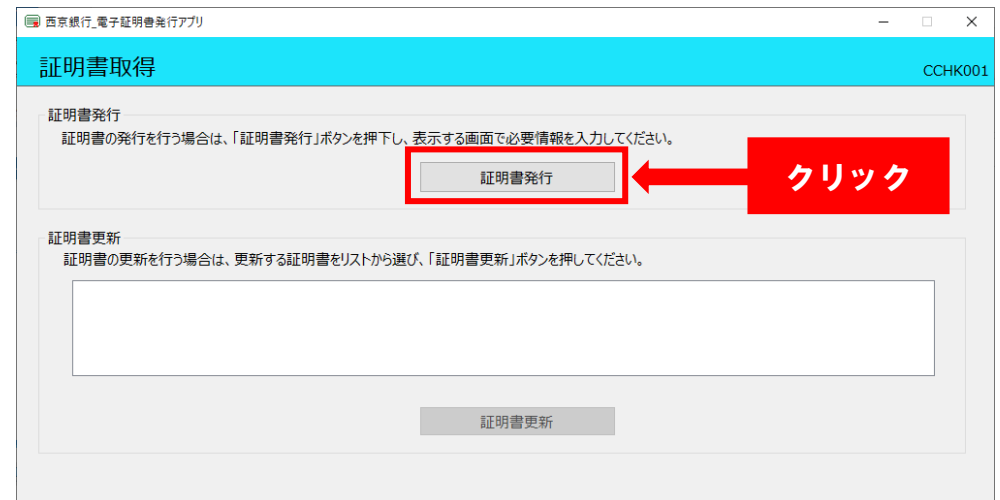 西京銀行_電子証明書発行アプリ
証明書取得
CCHK001
証明書発行
証明書の発行を行う場合は、「証明書発行」ボタンを押下し、表示する画面で必要情報を入力してください。
証明書発行
クリック
証明書更新
証明書の更新を行う場合は、更新する証明書をリストから選び、「証明書更新」ボタンを押してください。
証明書更新